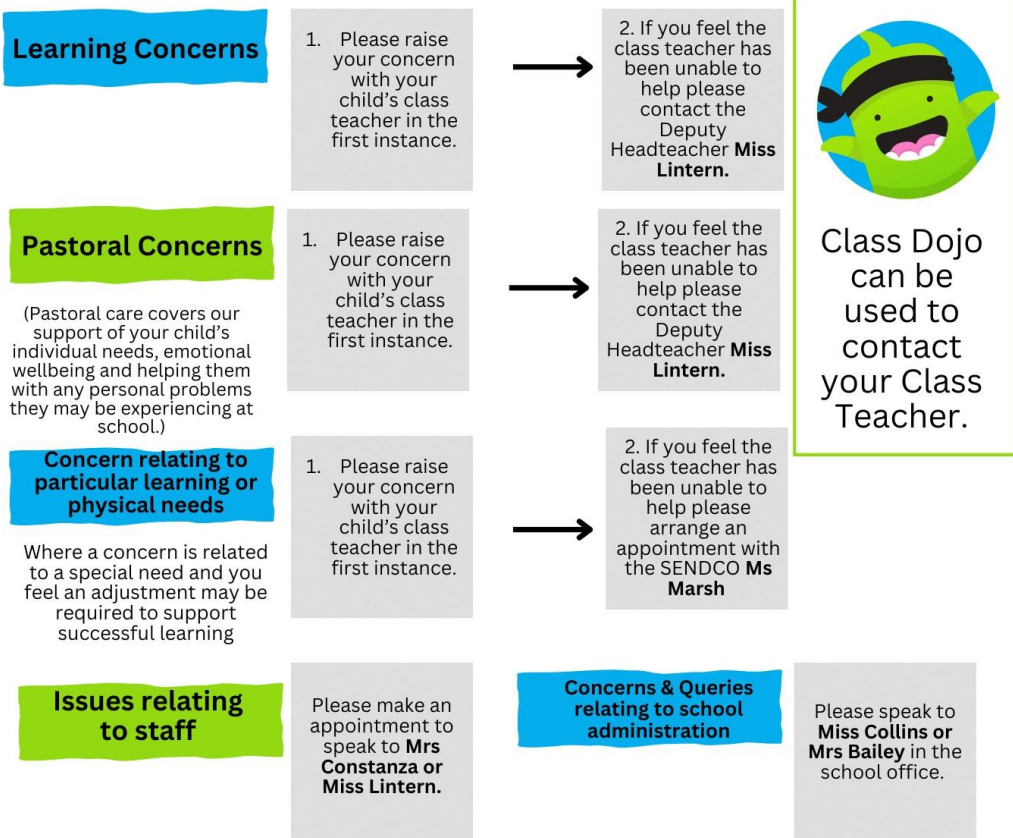 Learning Concerns
1. Please raise
your concern
with your
child's class
teacher in the
first instance.
2. If you feel the
class teacher has
been unable to
help please
contact the
Deputy
Headteacher Miss
Lintern.
Class Dojo
can be
used to
contact
your Class
Teacher.
Pastoral Concerns
(Pastoral care covers our
support of your child's
individual needs, emotional
wellbeing and helping them
with any personal problems
they may be experiencing at
school.)
1. Please raise
your concern
with your
child's class
teacher in the
first instance.
2. If you feel the
class teacher has
been unable to
help please
contact the
Deputy
Headteacher Miss
Lintern.
Concern relating to
particular learning or
physical needs
Where a concern is related
to a special need and you
feel an adjustment may be
required to support
successful learning
1. Please raise
your concern
with your
child's class
teacher in the
first instance.
2. If you feel the
class teacher has
been unable to
help please
arrange an
appointment with
the SENDCO Ms
Marsh
Issues relating
to staff
Please make an
appointment to
speak to Mrs
Constanza or
Miss Lintern.
Concerns & Queries
relating to school
administration
Please speak to
Miss Collins or
Mrs Bailey in the
school office.